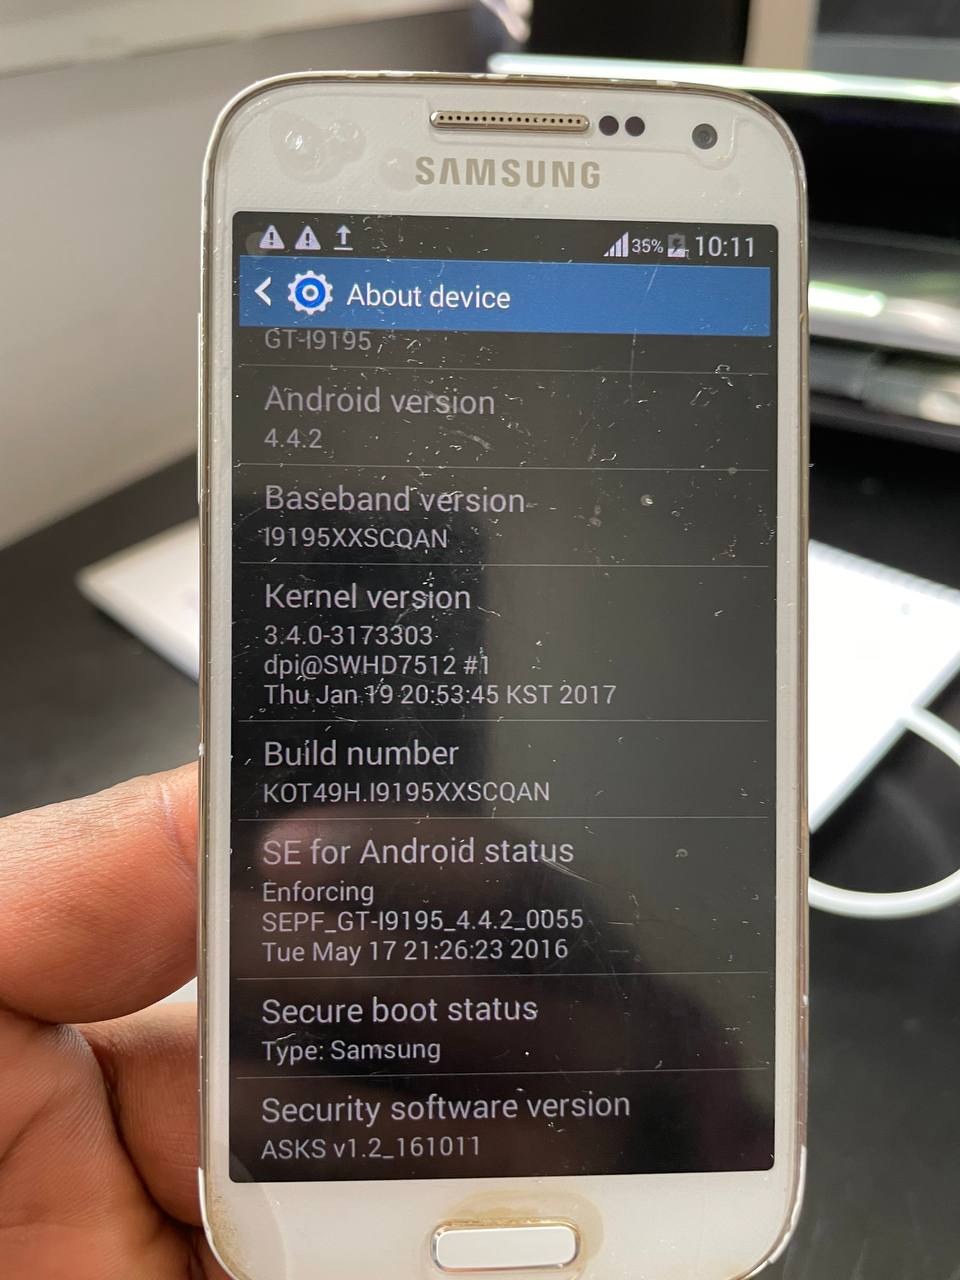 SAMSUNG
35% 10:11
About device
GT-I9195
Android version
4.4.2
Baseband version
I9195XXSCQAN
Kernel version
3.4.0-3173303
dpi@SWHD7512 #1
Thu Jan 19 20:53:45 KST 2017
Build number
KOT49H.I9195XXSCQAN
SE for Android status
Enforcing
SEPF_GT-I9195_4.4.2_0055
Tue May 17 21:26:23 2016
Secure boot status
Type: Samsung
Security software version
ASKS v1.2_161011